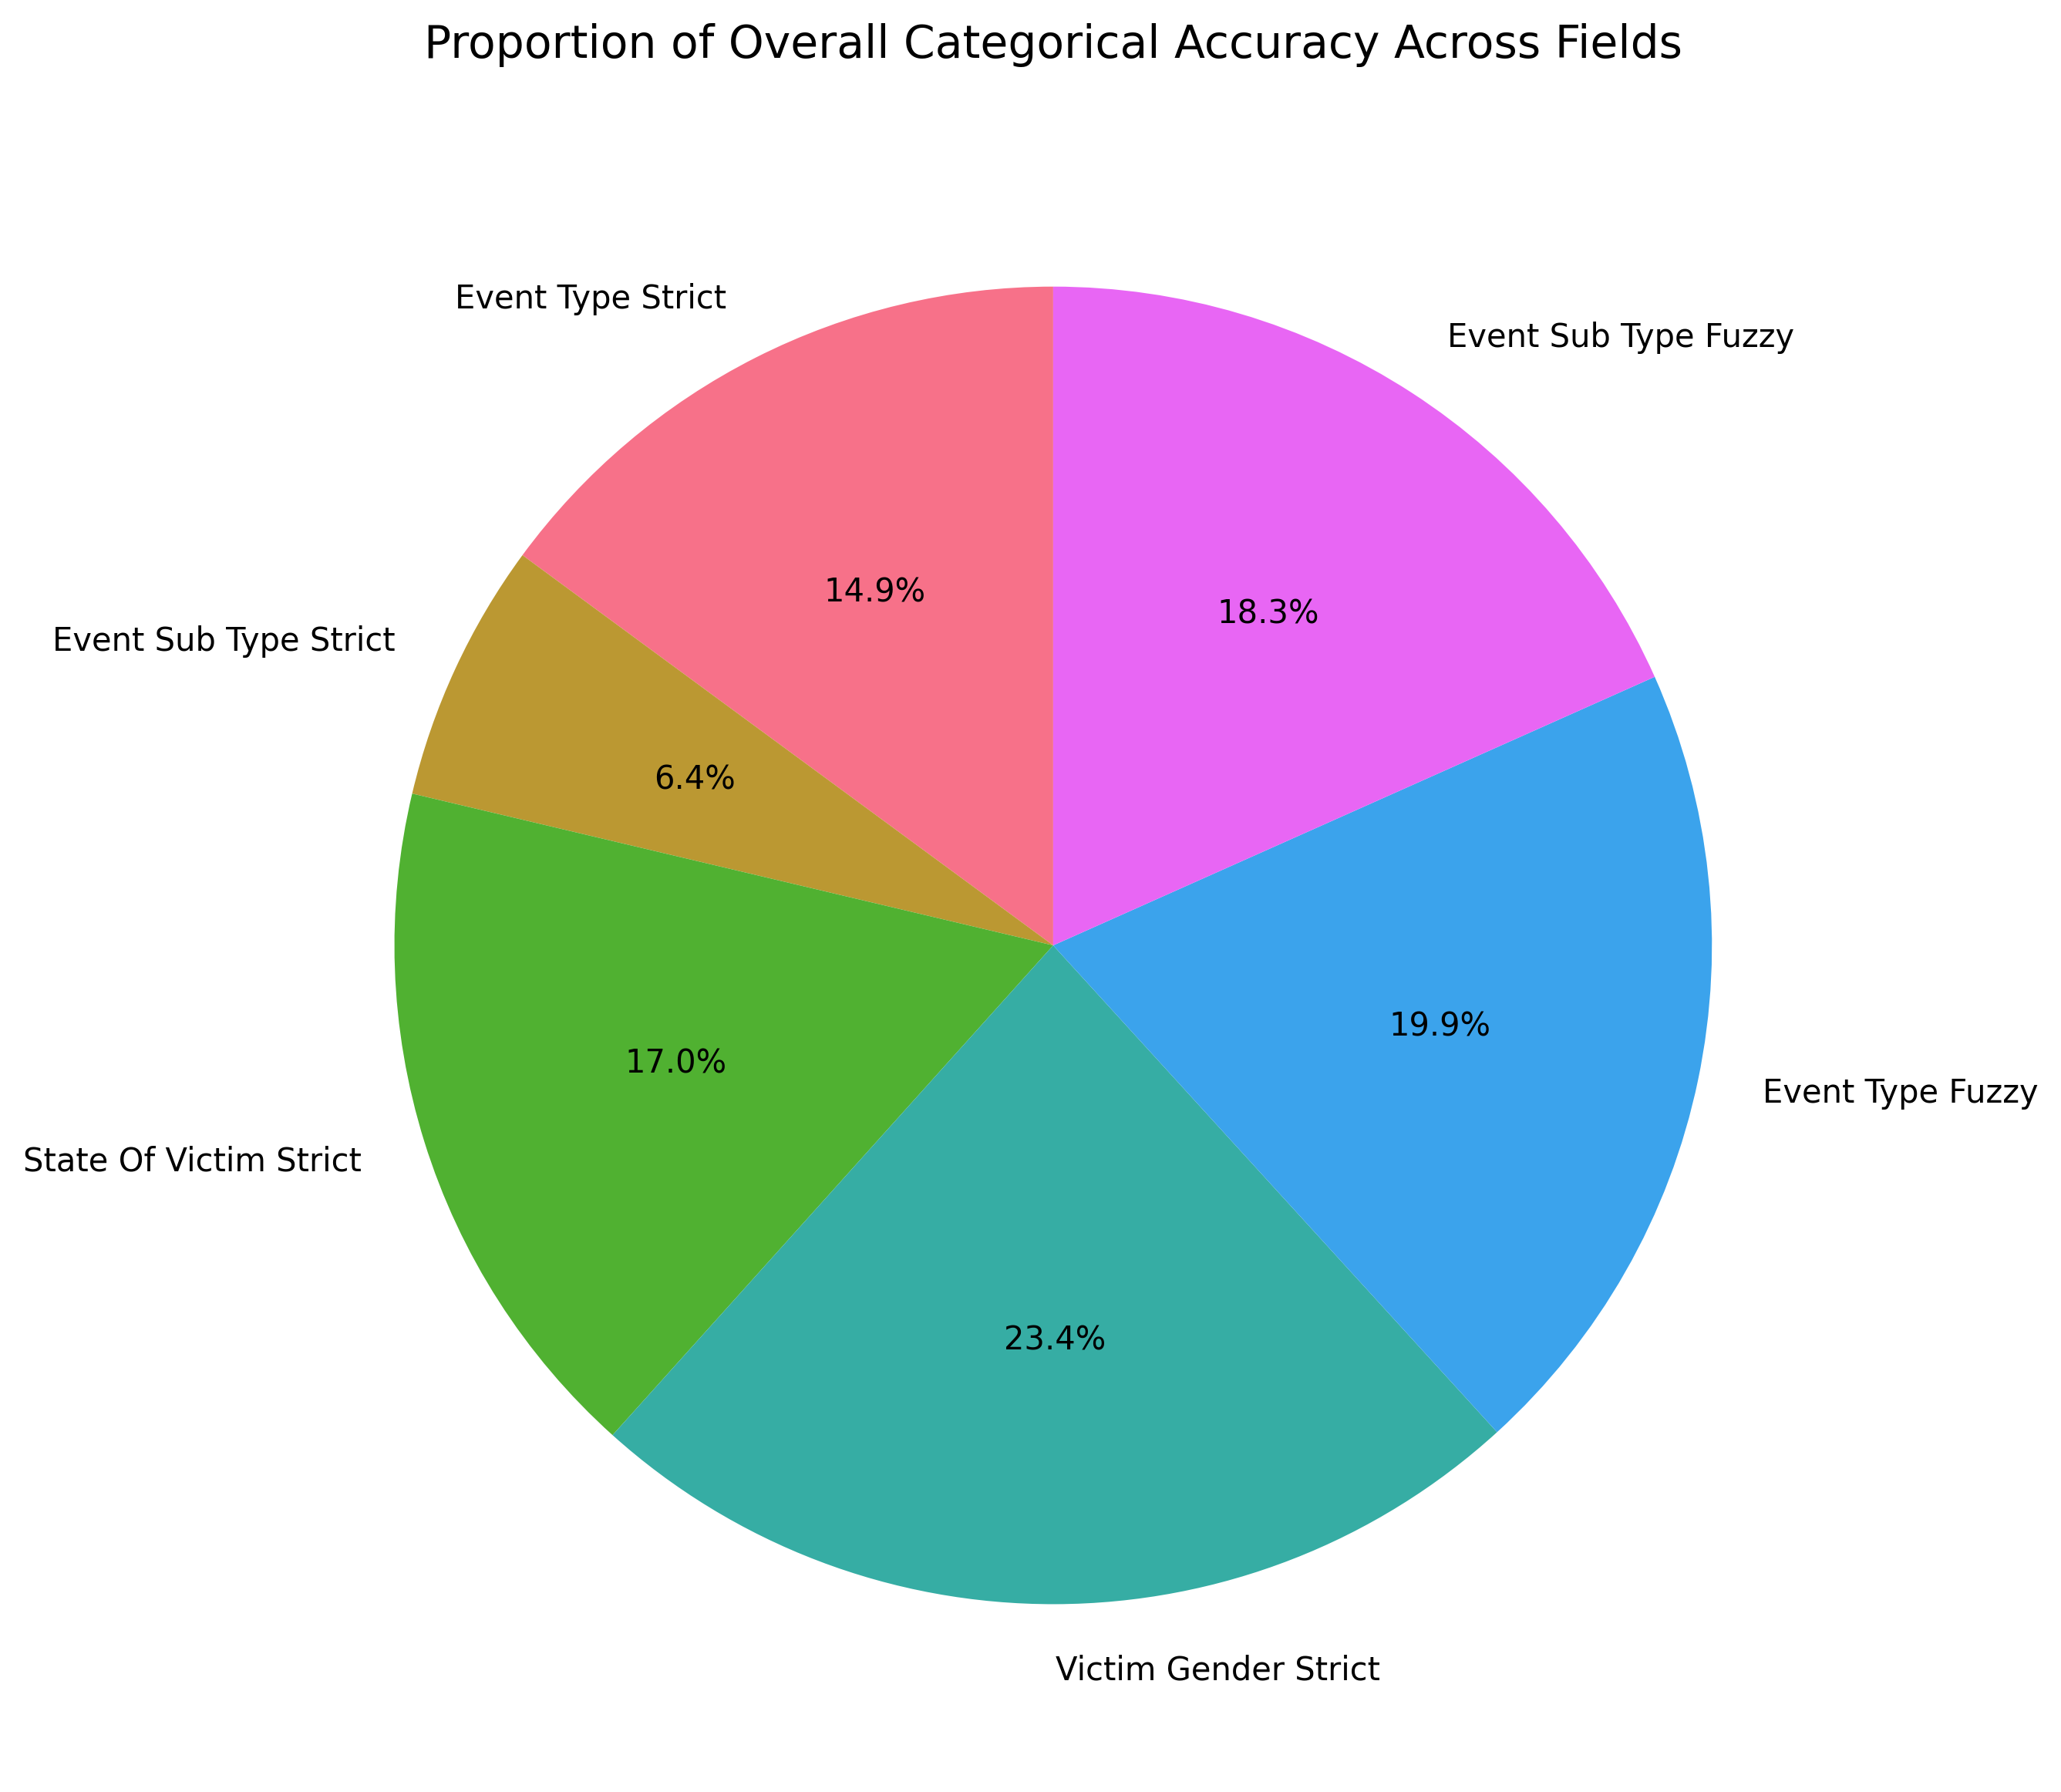 Proportion of Overall Categorical Accuracy Across Fields
Event Type Strict
Event Sub Type Fuzzy
14.9%
18.3%
Event Sub Type Strict
6.4%
19.9%
17.0%
Event Type Fuzzy
State Of Victim Strict
23.4%
Victim Gender Strict